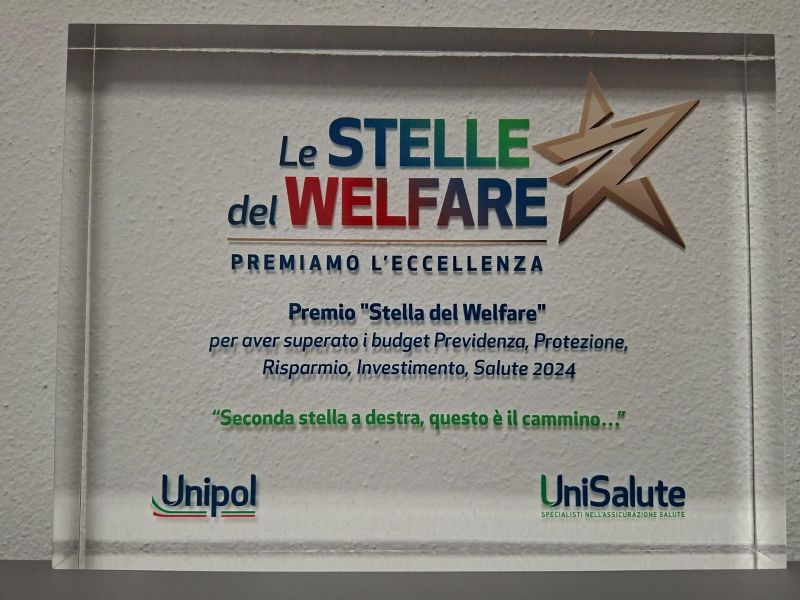 Le STELLE
del WELFARE
PREMIAMO L'ECCELLENZA
Premio "Stella del Welfare"
per aver superato i budget Previdenza, Protezione,
Risparmio, Investimento, Salute 2024
“Seconda stella a destra, questo è il cammino...”
Unipol
UniSalute
SPECIALISTI NELL'ASSICURAZIONE SALUTE